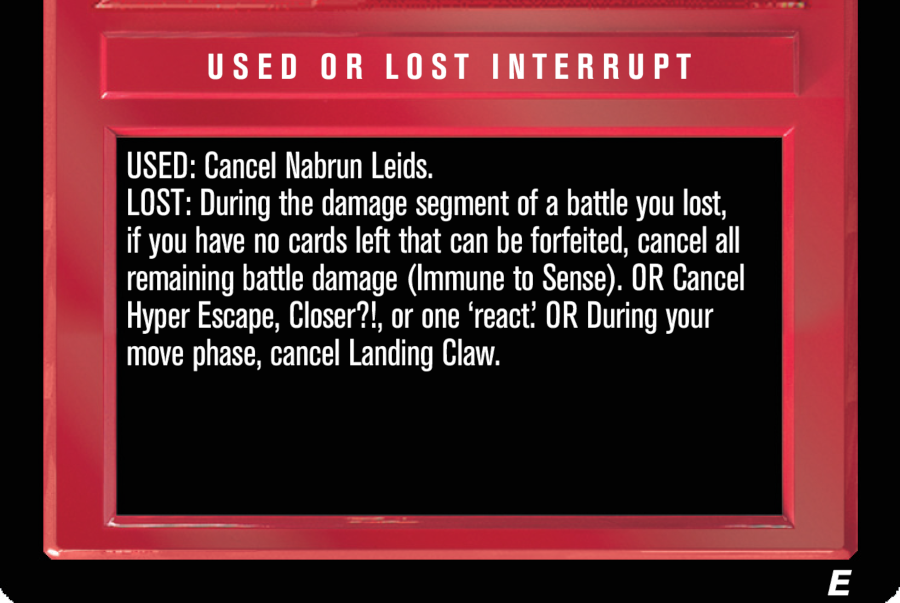 USED OR LOST INTERRUPT
USED: Cancel Nabrun Leids.
LOST: During the damage segment of a battle you lost,
if you have no cards left that can be forfeited, cancel all
remaining battle damage (Immune to Sense). OR Cancel
Hyper Escape, Closer?!, or one ‘react.’ OR During your
move phase, cancel Landing Claw.
E